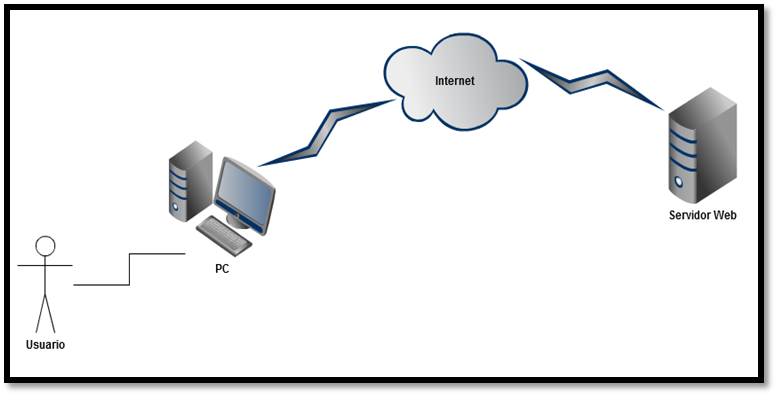 Internet
Servidor Web
PC
Usuario